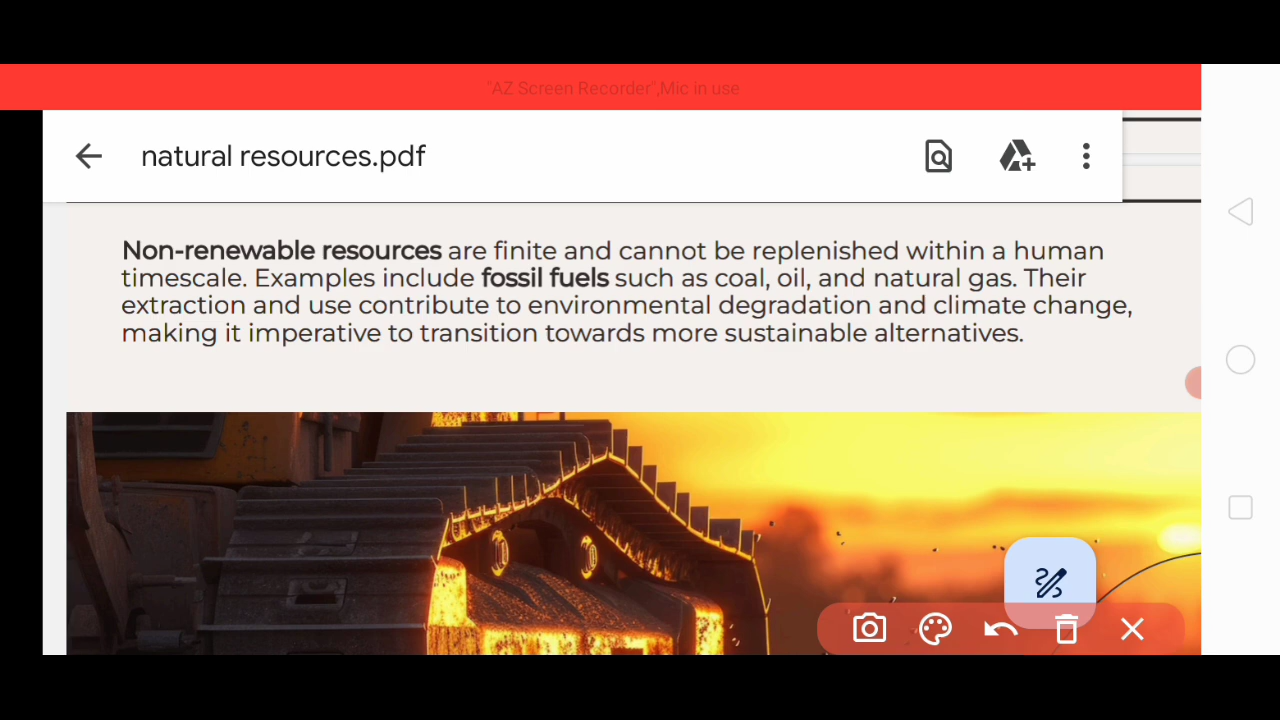 "AZ Screen Recorder",Mic in use
natural resources.pdf
Non-renewable resources are finite and cannot be replenished within a human
timescale. Examples include fossil fuels such as coal, oil, and natural gas. Their
extraction and use contribute to environmental degradation and climate change,
making it imperative to transition towards more sustainable alternatives.